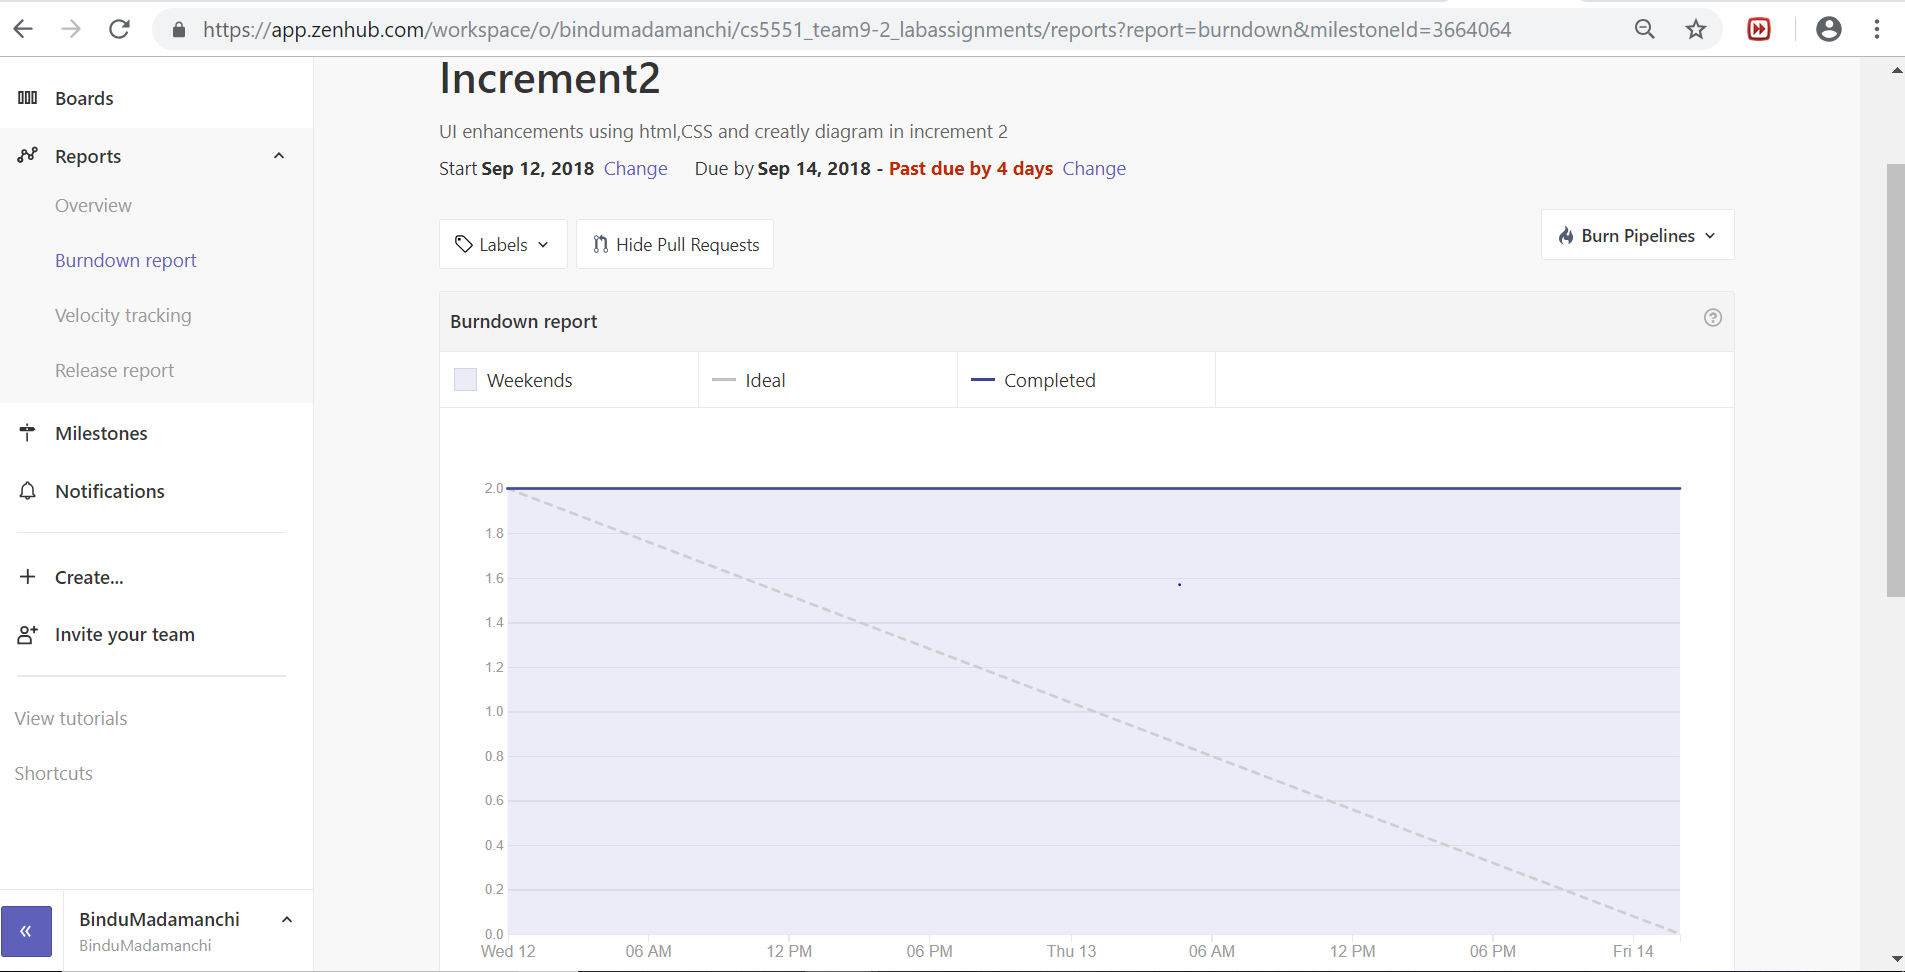 https://app.zenhub.com/workspace/o/bindumadamanchi/cs5551_team9-2_labassignments/reports?report=burndown&milestoneId=3664064
Boards
Reports
Overview
Burndown report
Velocity tracking
Release report
Milestones
Notifications
Create...
Invite your team
View tutorials
Shortcuts
BinduMadamanchi
BinduMadamanchi
Increment2
UI enhancements using html,CSS and creatly diagram in increment 2
Start Sep 12, 2018 Change Due by Sep 14, 2018 - Past due by 4 days Change
Labels Hide Pull Requests Burn Pipelines
Burndown report
Weekends Ideal Completed
2.0
1.8
1.6
1.4
1.2
1.0
0.8
0.6
0.4
0.2
0.0
Wed 12 06 AM 12 PM 06 PM Thu 13 06 AM 12 PM 06 PM Fri 14